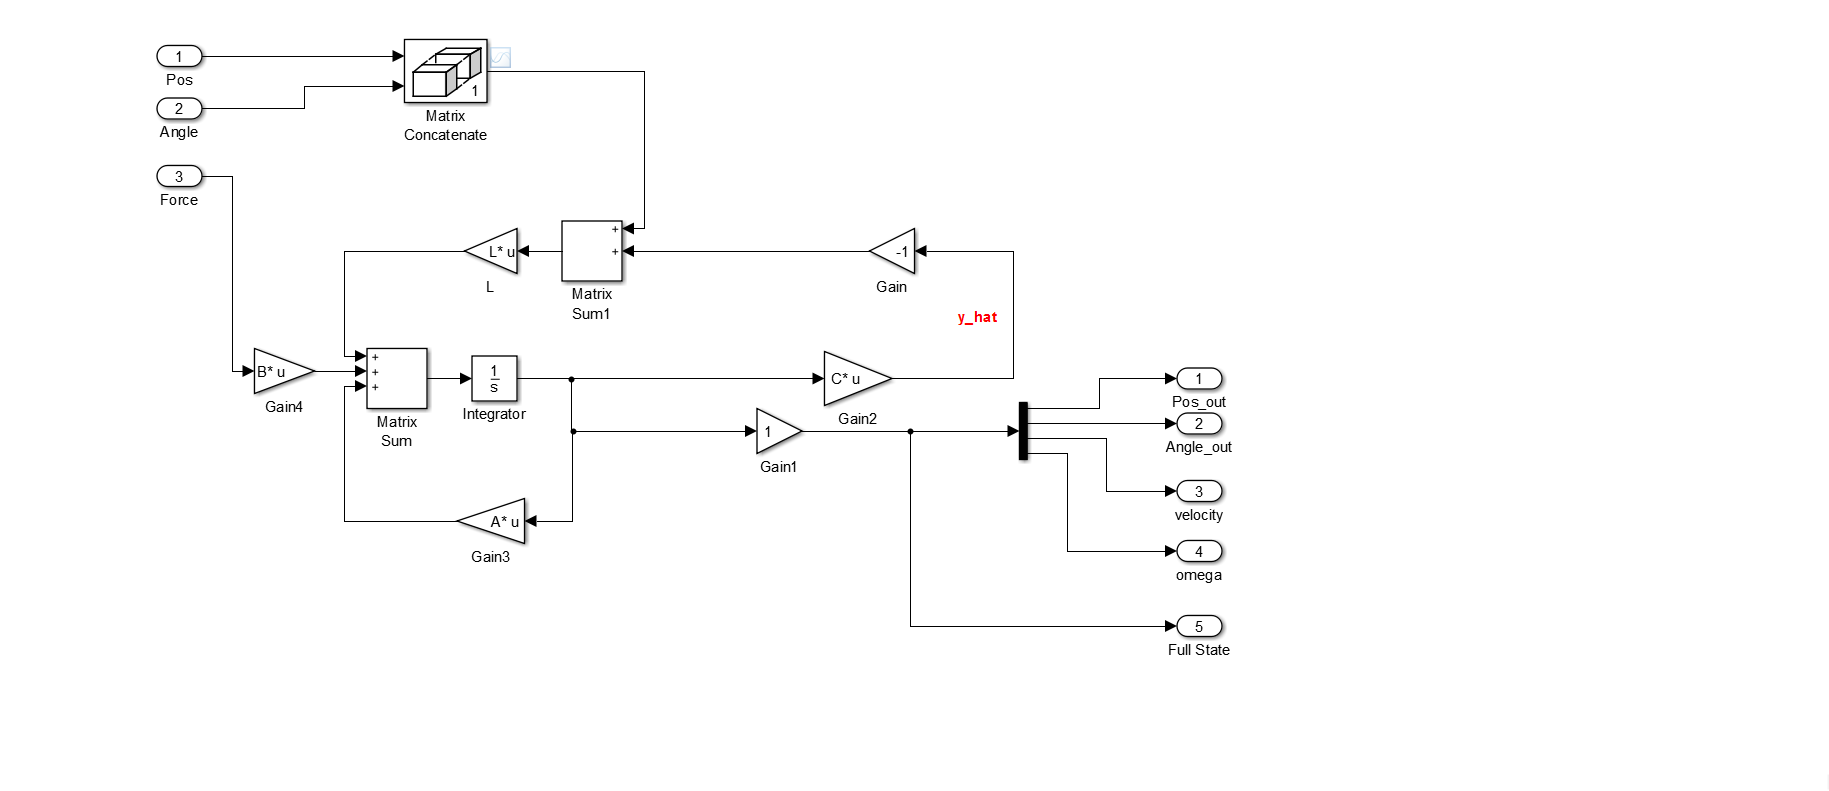 1
Pos
2
Angle
1
Matrix
Concatenate
3
Force
L* u
L
+
+
Matrix
Sum1
-1
Gain
y_hat
B* u
Gain4
+
+
+
Matrix
Sum
1
s
Integrator
C* u
Gain2
1
Gain1
A* u
Gain3
1
Pos_out
2
Angle_out
3
velocity
4
omega
5
Full State